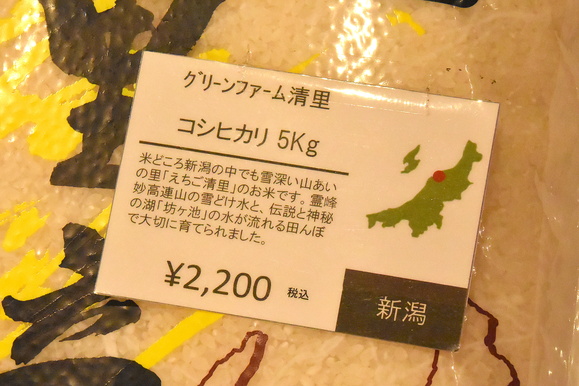 グリーンファーム清里
コシヒカリ 5Kg
米どころ新潟の中でも雪深い山あい
の里「えちご清里」のお米です。霊峰
妙高連山の雪どけ水と、伝説と神秘
の湖「坊ヶ池」の水が流れる田んぼ
で大切に育てられました。
¥2,200 税込
新潟